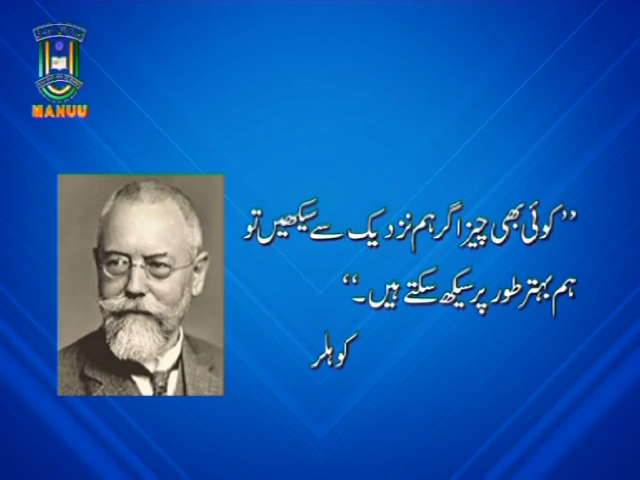 MANUU
’’کوئی بھی چیز اگر ہم نزدیک سے سیکھیں تو
ہم بہتر طور پر سیکھ سکتے ہیں۔‘‘
کوہلر